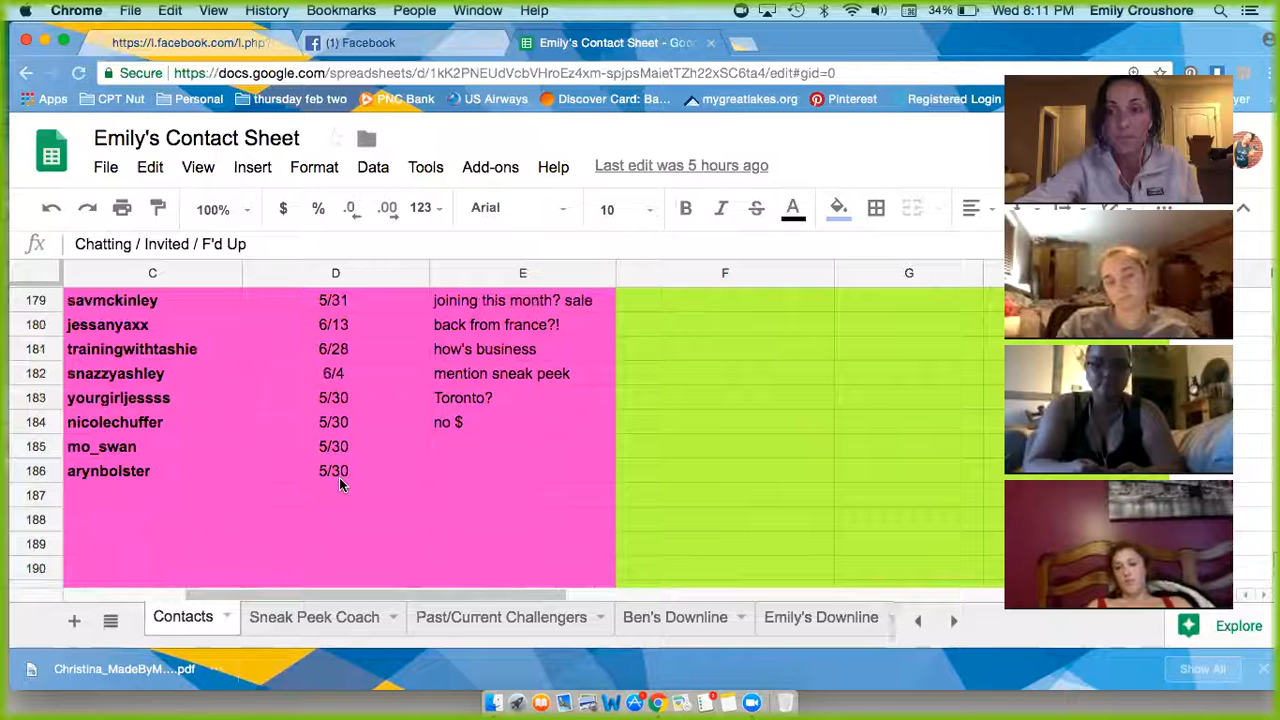 Chrome File Edit View History Bookmarks People Window Help 34% Wed 8:11 PM Emily Croushore
https://l.facebook.com/l.php (1) Facebook Emily's Contact Sheet - Goo
Secure https://docs.google.com/spreadsheets/d/1kK2PNEUdVcbVHroEz4xm-spjpsMaietTZh22xSC6ta4/edit#gid=0
Apps CPT Nut Personal thursday feb two PNC Bank US Airways Discover Card: Ba... mygreatlakes.org Pinterest Registered Login
Emily's Contact Sheet
File Edit View Insert Format Data Tools Add-ons Help Last edit was 5 hours ago
100% $ % .0 .00 123 Arial 10 B I S A
fx Chatting / Invited / F'd Up
C D E F G
179 savmckinley 5/31 joining this month? sale
180 jessanyaxx 6/13 back from france?!
181 trainingwithtashie 6/28 how's business
182 snazzyashley 6/4 mention sneak peek
183 yourgirljessss 5/30 Toronto?
184 nicolechuffer 5/30 no $
185 mo_swan 5/30
186 arynbolster 5/30
187
188
189
190
Contacts Sneak Peek Coach Past/Current Challengers Ben's Downline Emily's Downline Explore
Christina_MadeByM....pdf Show All